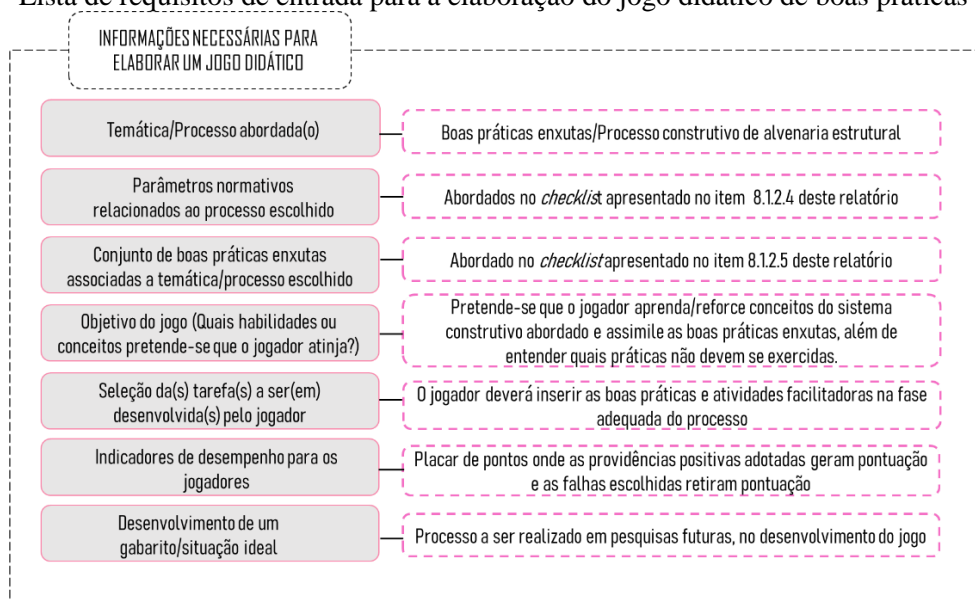 Lista de requisitos de entrada para a elaboração do jogo didático de boas práticas
INFORMAÇÕES NECESSÁRIAS PARA
ELABORAR UM JOGO DIDÁTICO
Temática/Processo abordada(o)
Boas práticas enxutas/Processo construtivo de alvenaria estrutural
Parâmetros normativos
relacionados ao processo escolhido
Abordados no checklist apresentado no item 8.1.2.4 deste relatório
Conjunto de boas práticas enxutas
associadas a temática/processo escolhido
Abordado no checklist apresentado no item 8.1.2.5 deste relatório
Objetivo do jogo (Quais habilidades ou
conceitos pretende-se que o jogador atinja?)
Pretende-se que o jogador aprenda/reforce conceitos do sistema
construtivo abordado e assimile as boas práticas enxutas, além de
entender quais práticas não devem se exercidas.
Seleção da(s) tarefa(s) a ser(em)
desenvolvida(s) pelo jogador
O jogador deverá inserir as boas práticas e atividades facilitadoras na fase
adequada do processo
Indicadores de desempenho para os
jogadores
Placar de pontos onde as providências positivas adotadas geram pontuação
e as falhas escolhidas retiram pontuação
Desenvolvimento de um
gabarito/situação ideal
Processo a ser realizado em pesquisas futuras, no desenvolvimento do jogo